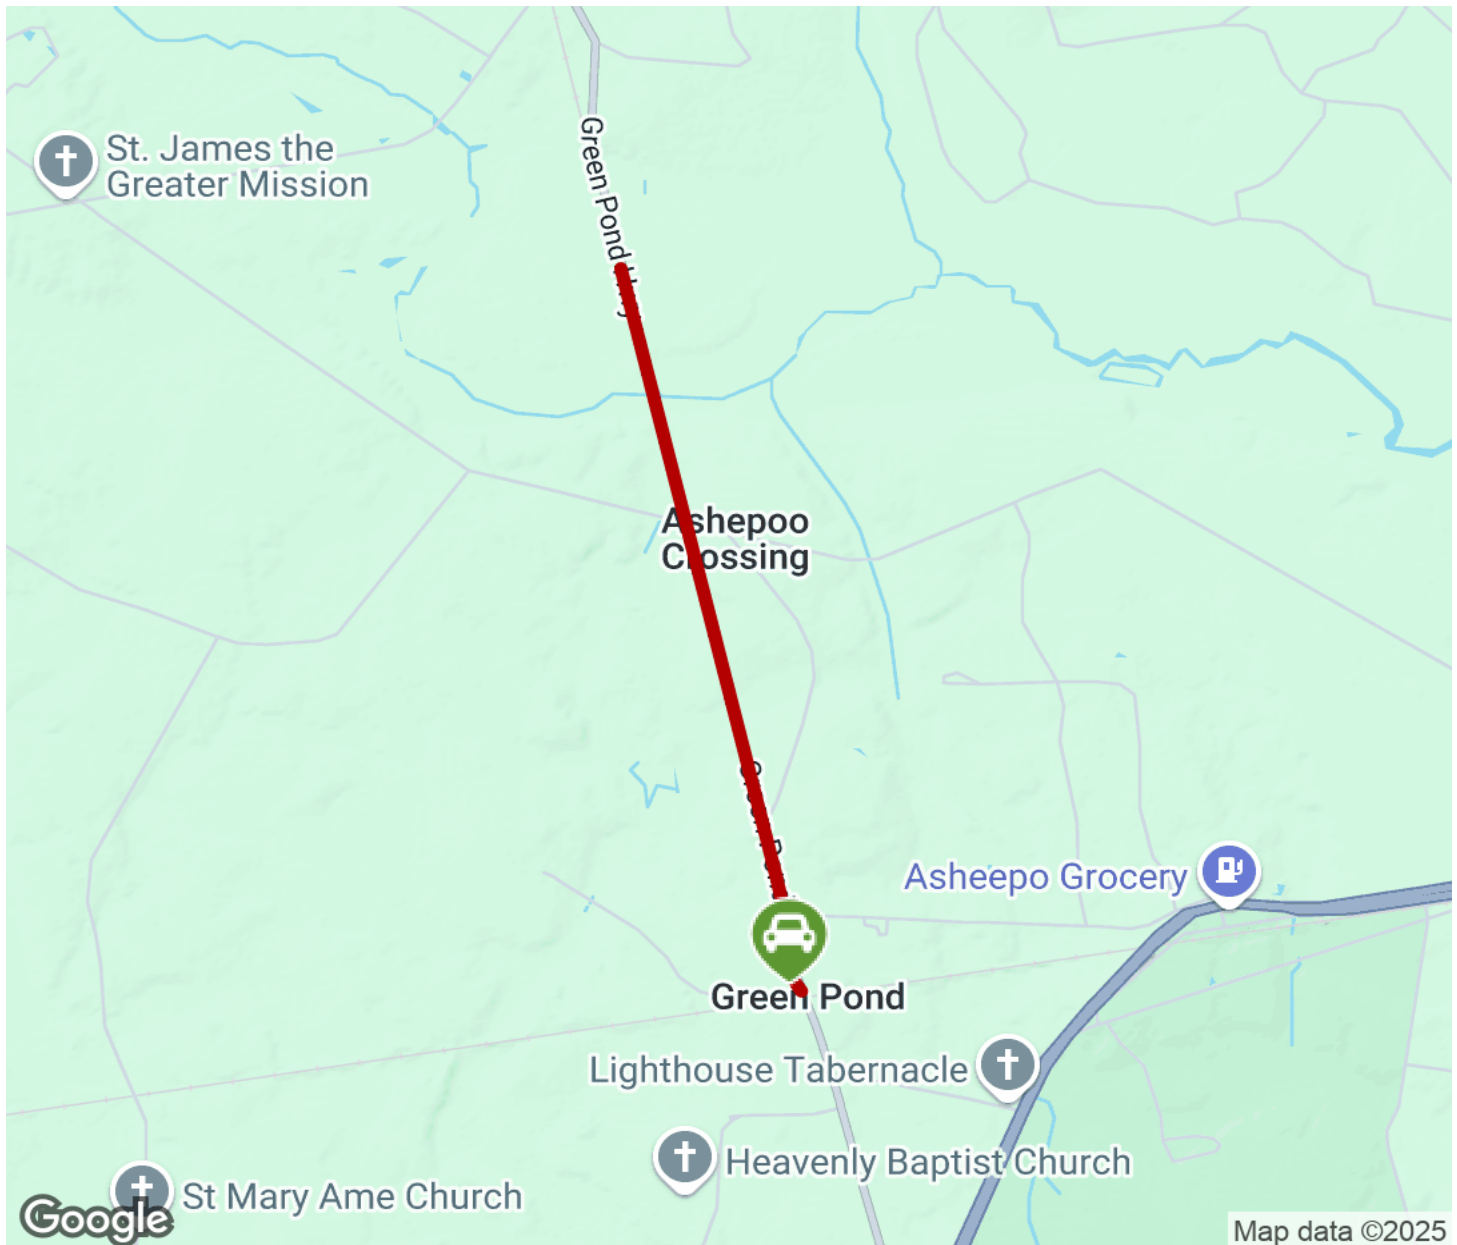 St. James the
Greater Mission
Green Pond Hwy
Ashepoo
Crossing
Asheepo Grocery
Green Pond
Lighthouse Tabernacle
Heavenly Baptist Church
St Mary Ame Church
Google
Map data ©2025